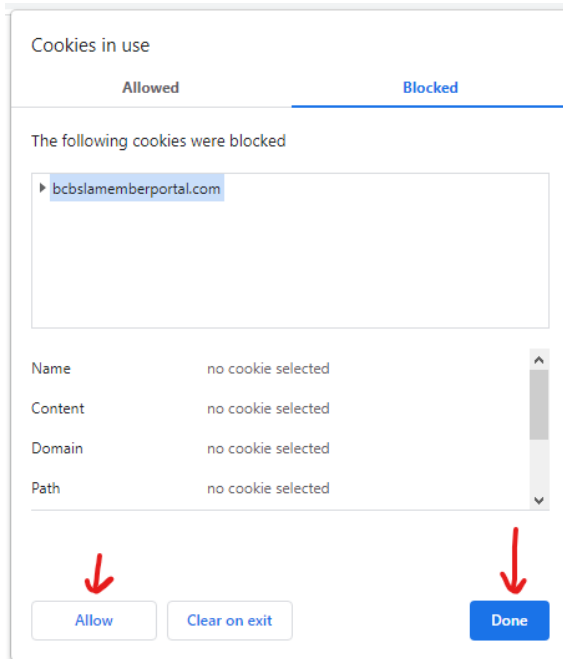 Cookies in use
Allowed Blocked
The following cookies were blocked
bcbslamemberportal.com
Name no cookie selected
Content no cookie selected
Domain no cookie selected
Path no cookie selected
Allow Clear on exit Done